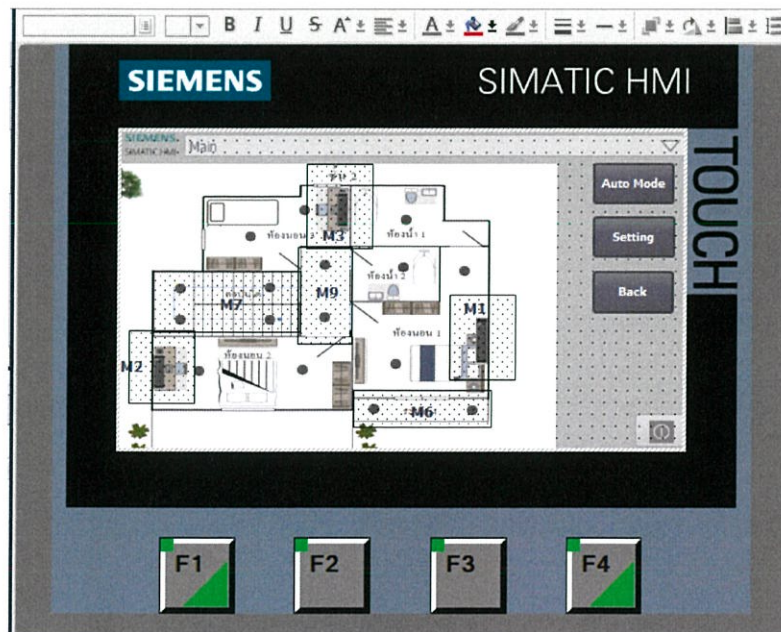 B I U S A A
SIEMENS SIMATIC HMI
TOUCH
SIEMENS
SIMATIC HMI
Main
Auto Mode
Setting
Back
M3
ห้องนอน 3
ห้องน้ำ 1
ห้องน้ำ 2
M7
M9
M1
ห้องนอน 1
M2
ห้องนอน 2
M6
F1 F2 F3 F4